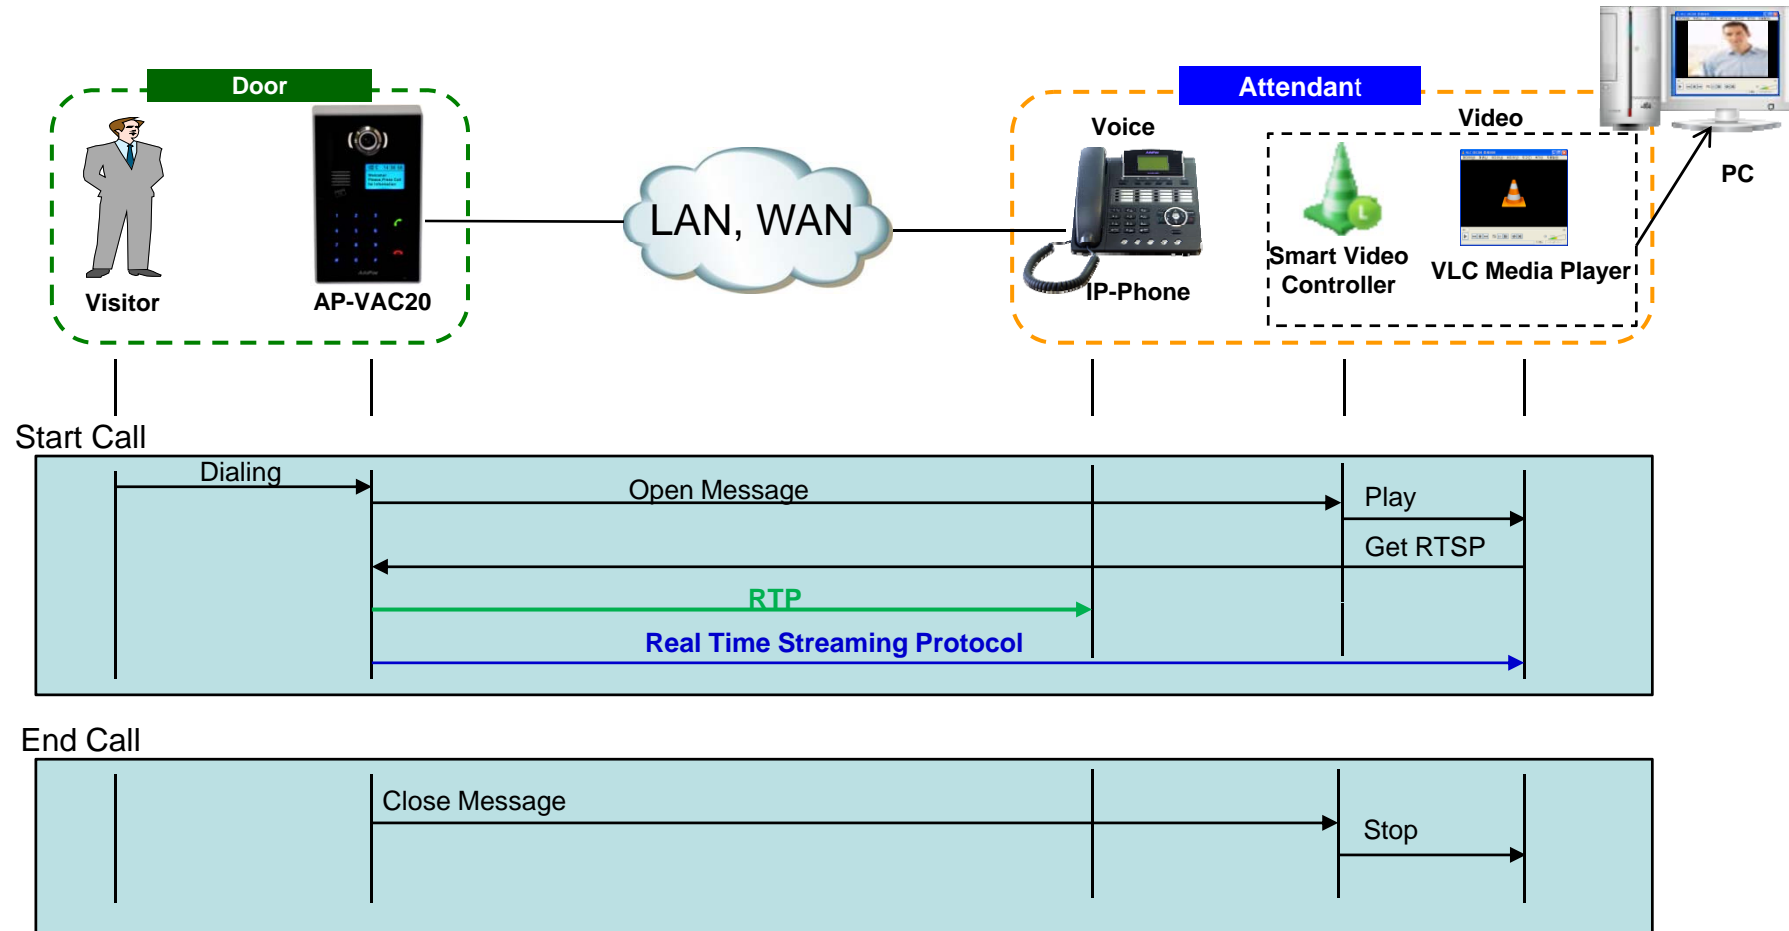 Door
Attendant
Voice
Video
PC
LAN, WAN
Smart Video
Controller
VLC Media Player
Visitor
AP-VAC20
IP-Phone
Start Call
Dialing
Open Message
Play
Get RTSP
RTP
Real Time Streaming Protocol
End Call
Close Message
Stop